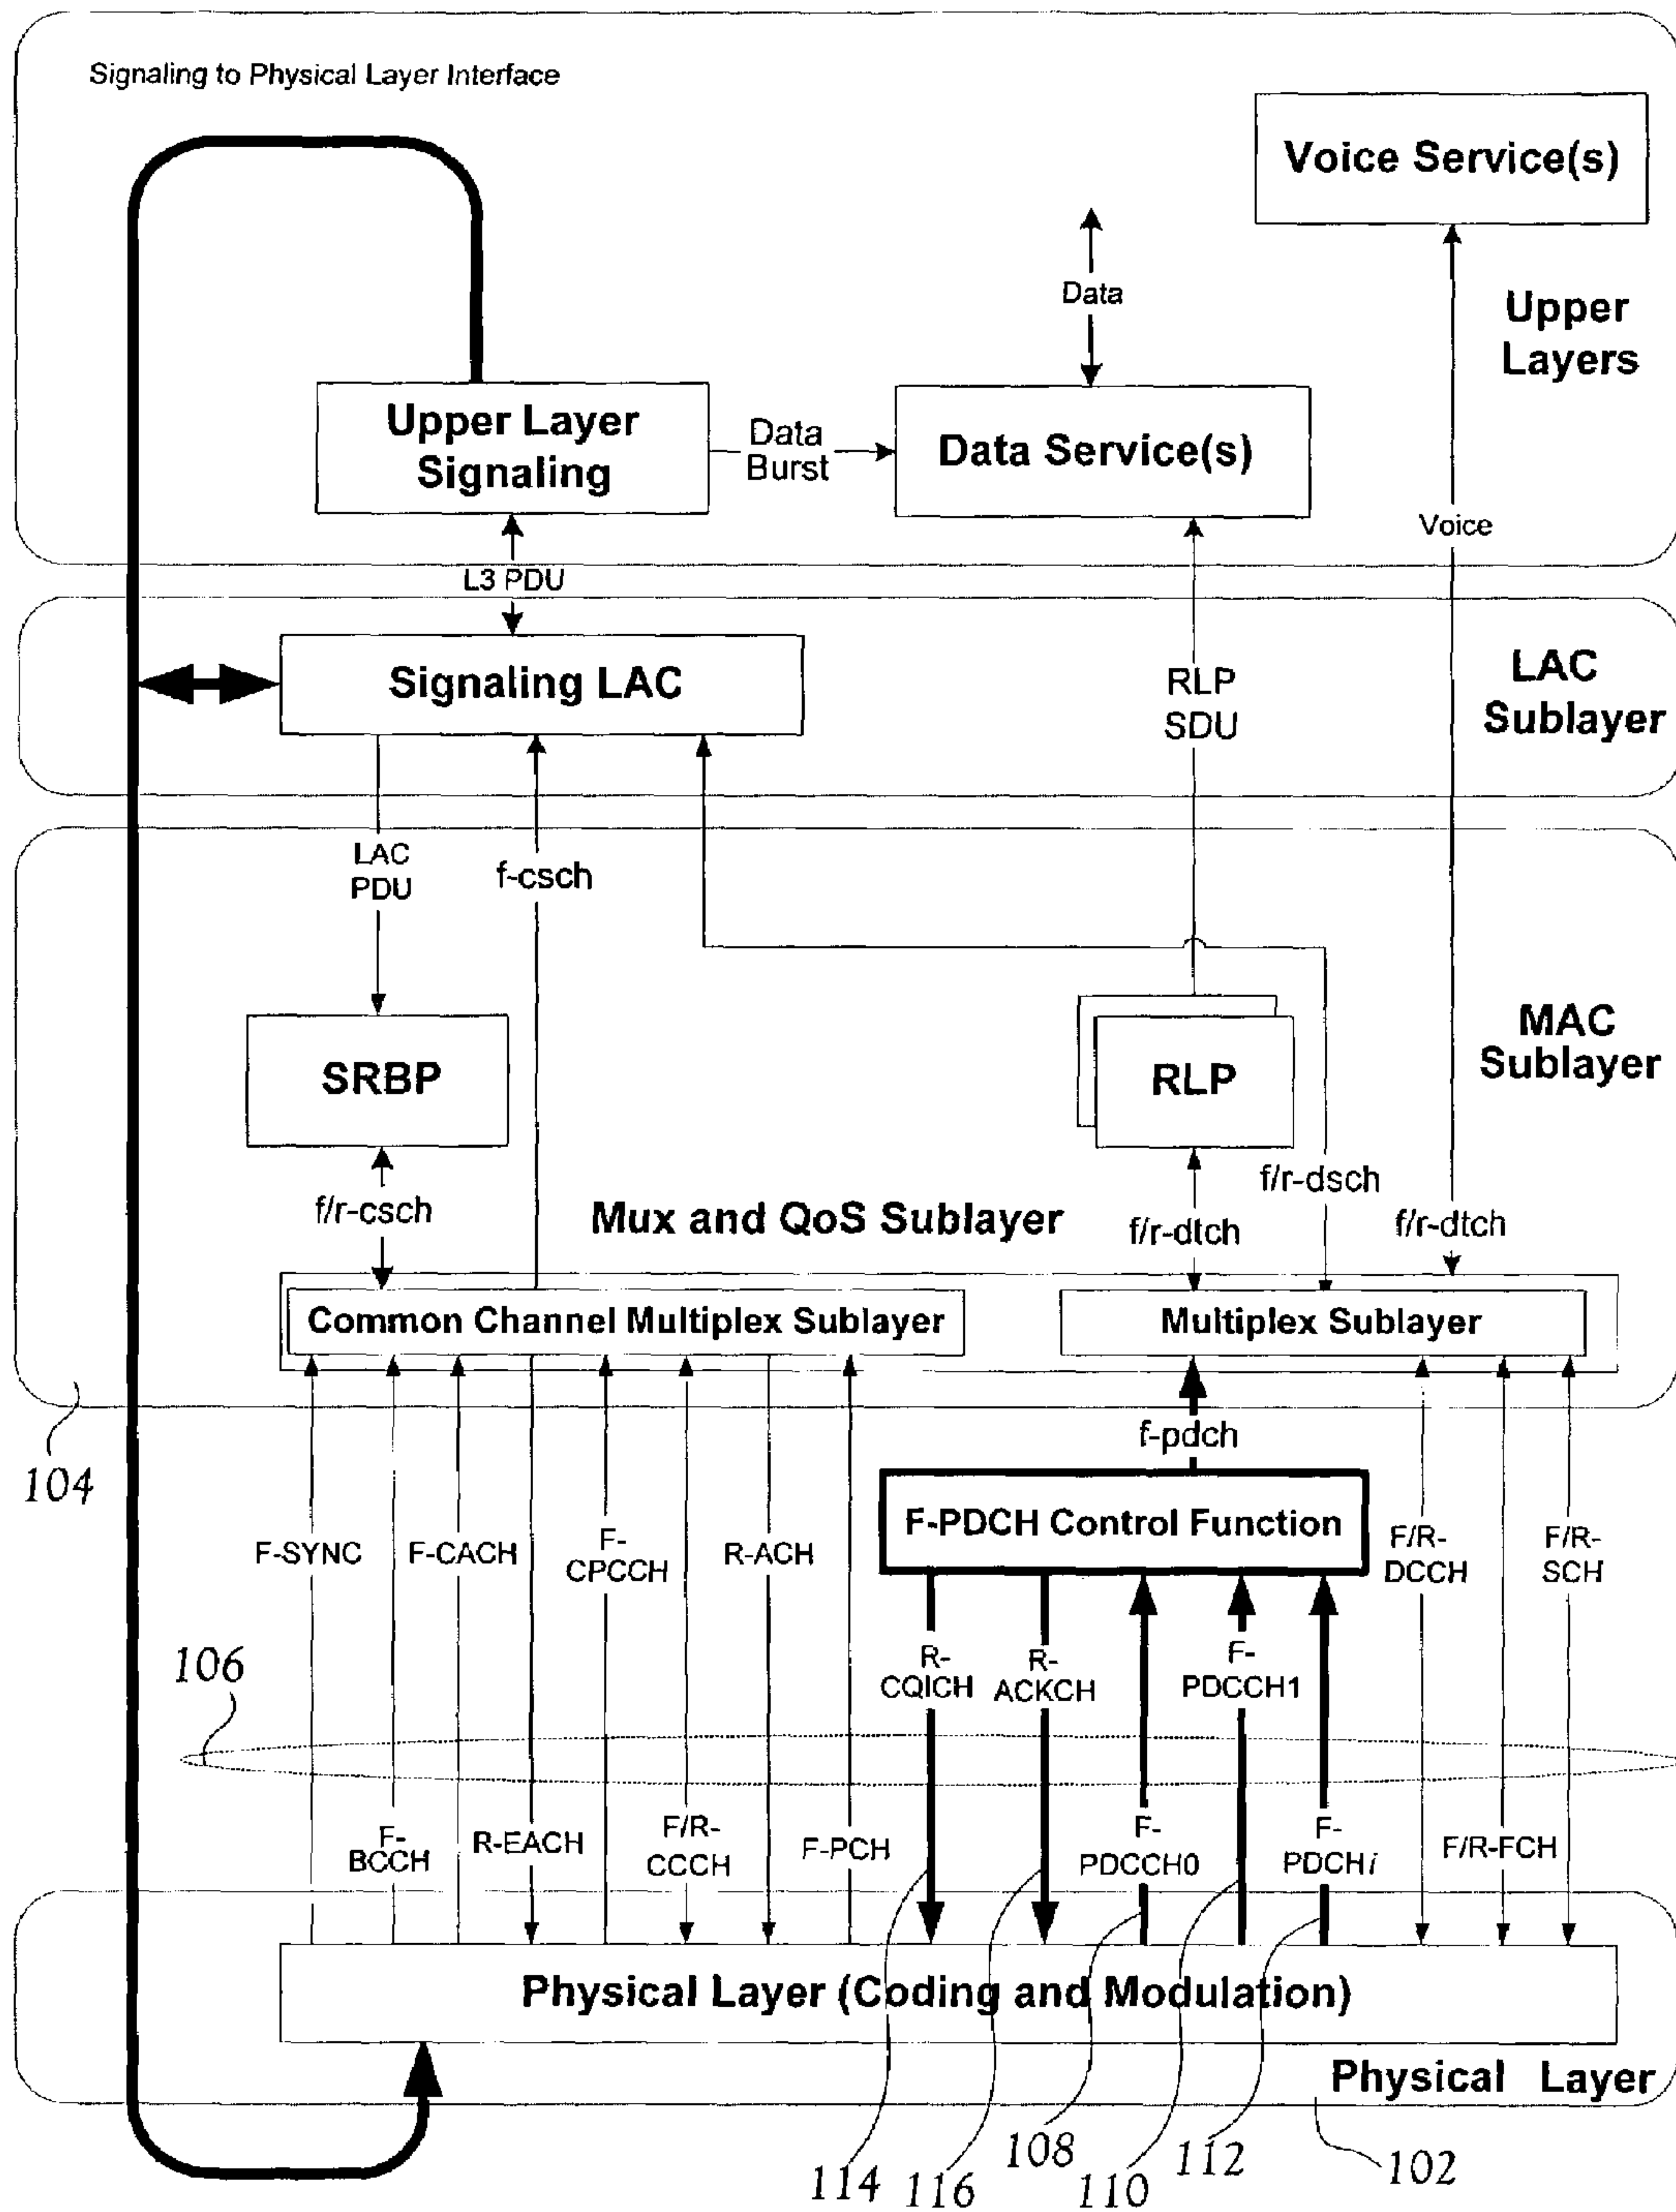 Signaling to Physical Layer Interface
Voice Service(s)
Data
Upper
Layers
Upper Layer
Signaling
Data
Burst
Data Service(s)
Voice
L3 PDU
Signaling LAC
RLP
SDU
LAC
Sublayer
LAC
PDU
f-csch
SRBP
RLP
MAC
Sublayer
f/r-csch
Mux and QoS Sublayer
f/r-dtch
f/r-dsch
f/r-dtch
Common Channel Multiplex Sublayer
Multiplex Sublayer
104
f-pdch
F-PDCH Control Function
F-SYNC
F-CACH
F-
CPCCH
R-ACH
F/R-
DCCH
F/R-
SCH
106
R-
CQICH
R-
ACKCH
F-
PDCCH1
F-
BCCH
R-EACH
F/R-
CCCH
F-PCH
F-
PDCCH0
F-
PDCHi
F/R-FCH
Physical Layer (Coding and Modulation)
Physical Layer
114
116
108
110
112
102